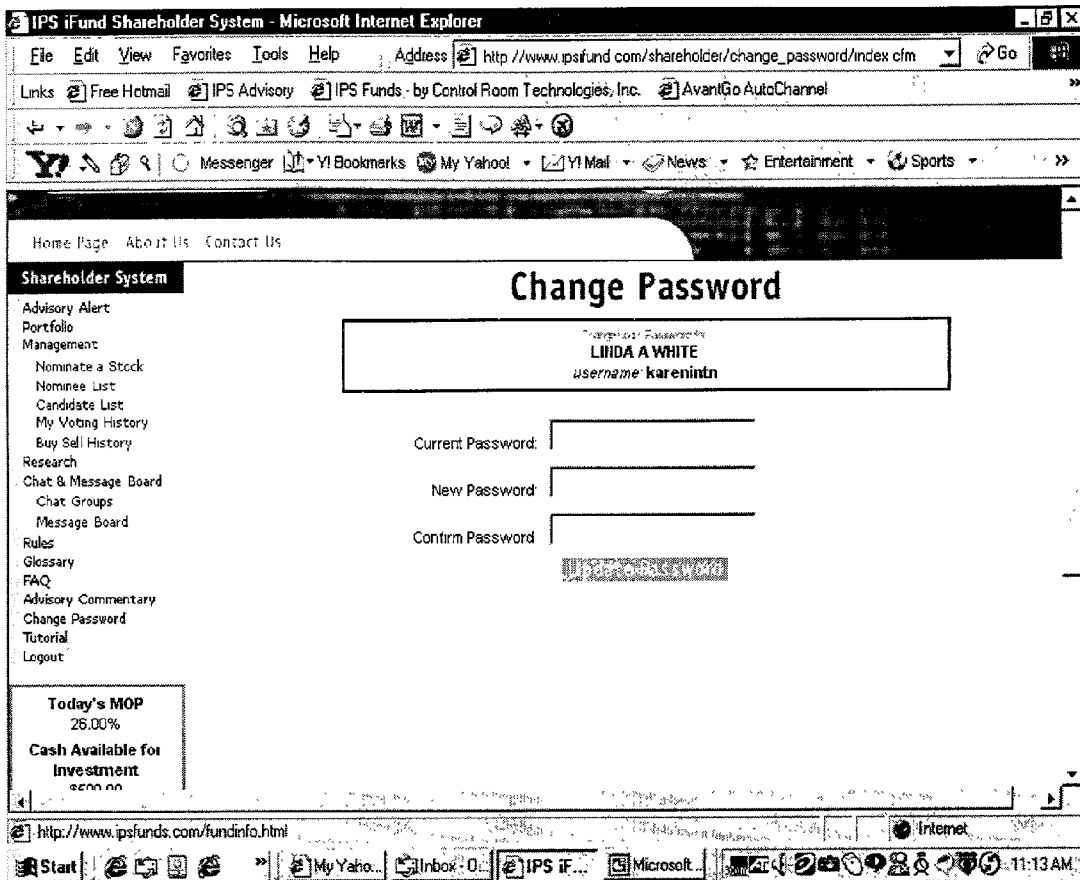 IPS iFund Shareholder System - Microsoft Internet Explorer
File Edit View Favorites Tools Help Address http //www.ipsfund com/shareholder/change_password/index cfm Go
Links Free Hotmail IPS Advisory IPS Funds - by Control Room Technologies, Inc. AvantGo AutoChannel »
Y! Messenger Y! Bookmarks My Yahoo! Y! Mail News Entertainment Sports »
Home Page About Us Contact Us
Shareholder System
Advisory Alert
Portfolio
Management
Nominate a Stock
Nominee List
Candidate List
My Voting History
Buy Sell History
Research
Chat & Message Board
Chat Groups
Message Board
Rules
Glossary
FAQ
Advisory Commentary
Change Password
Tutorial
Logout
Today's MOP
26.00%
Cash Available for
Investment
Change Password
LINDA A WHITE
username: karenintn
Current Password:
New Password:
Confirm Password
Update Password
http://www.ipsfunds.com/fundinfo.html Internet
Start » My Yaho... Inbox - O... IPS iF... Microsoft... 11:13 AM